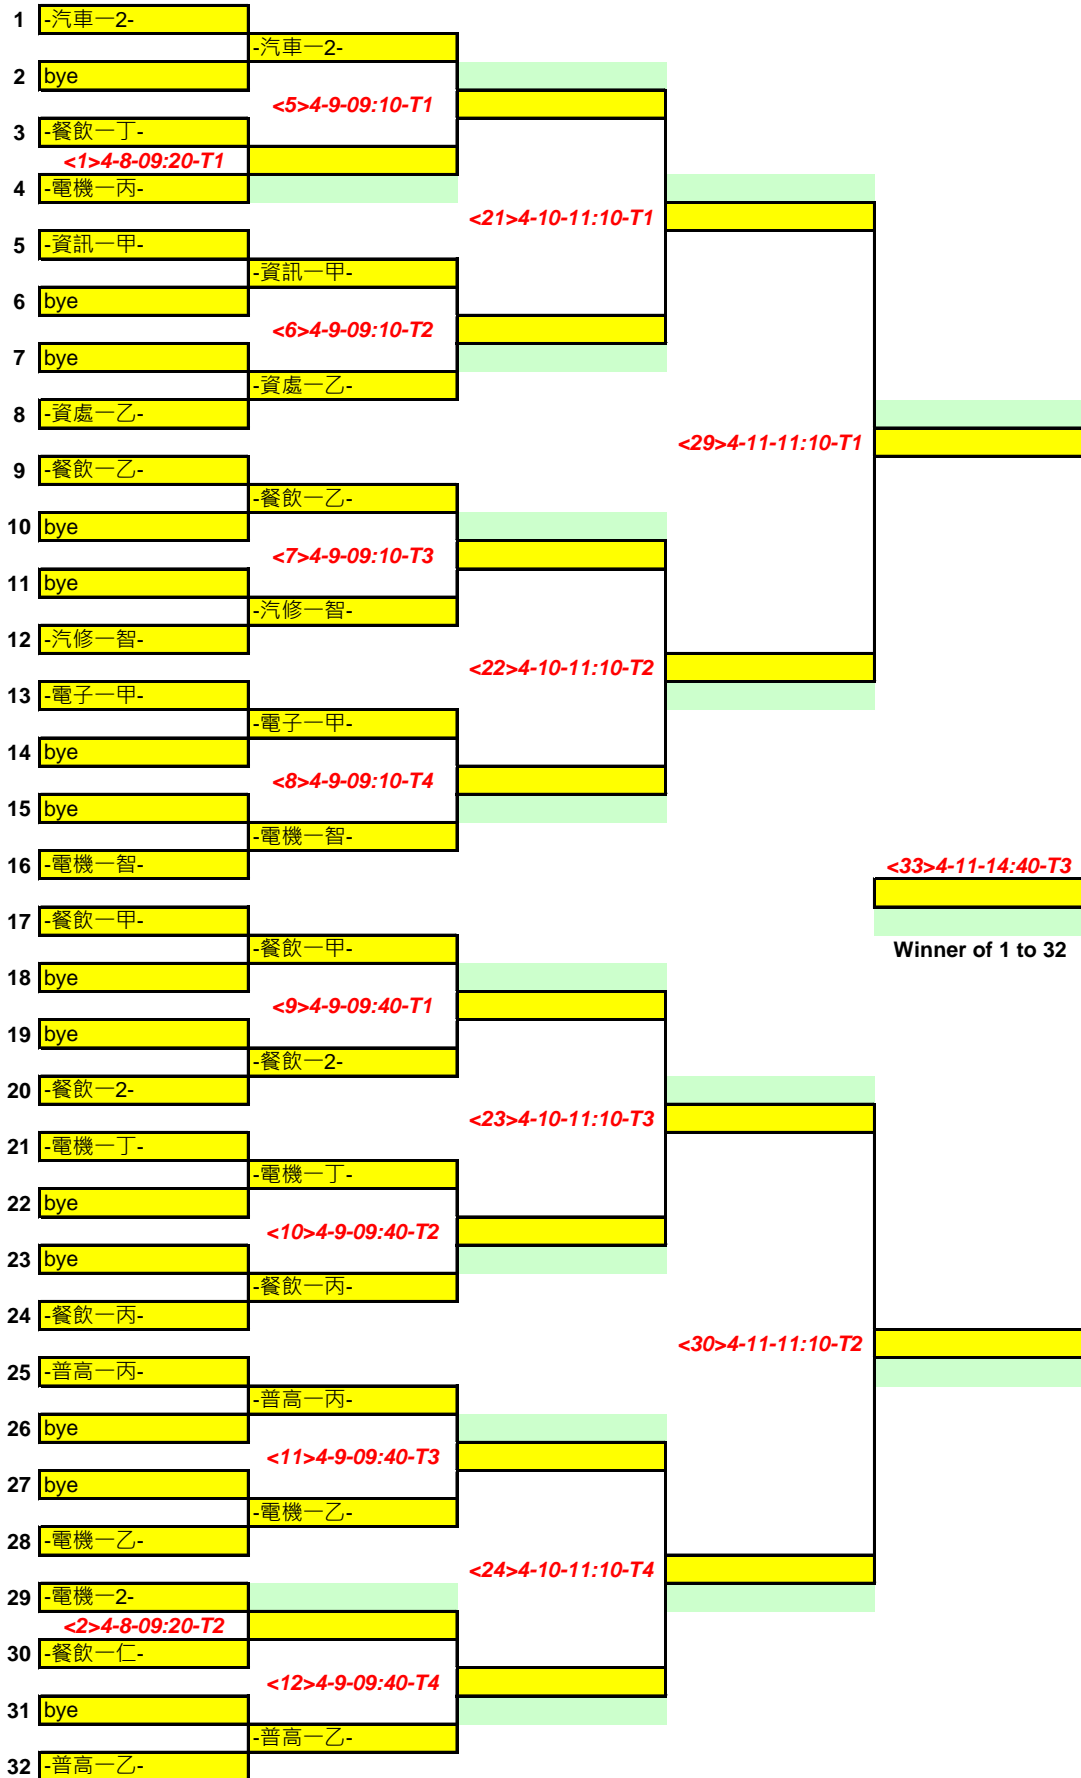 1 -汽車一2-
-汽車一2-
2 bye
<5>4-9-09:10-T1
3 -餐飲一丁-
<1>4-8-09:20-T1
4 -電機一丙-
<21>4-10-11:10-T1
5 -資訊一甲-
-資訊一甲-
6 bye
<6>4-9-09:10-T2
7 bye
-資處一乙-
8 -資處一乙-
<29>4-11-11:10-T1
9 -餐飲一乙-
-餐飲一乙-
10 bye
<7>4-9-09:10-T3
11 bye
-汽修一智-
12 -汽修一智-
<22>4-10-11:10-T2
13 -電子一甲-
-電子一甲-
14 bye
<8>4-9-09:10-T4
15 bye
-電機一智-
16 -電機一智-
<33>4-11-14:40-T3
17 -餐飲一甲-
-餐飲一甲-
Winner of 1 to 32
18 bye
<9>4-9-09:40-T1
19 bye
-餐飲一2-
20 -餐飲一2-
<23>4-10-11:10-T3
21 -電機一丁-
-電機一丁-
22 bye
<10>4-9-09:40-T2
23 bye
-餐飲一丙-
24 -餐飲一丙-
<30>4-11-11:10-T2
25 -普高一丙-
-普高一丙-
26 bye
<11>4-9-09:40-T3
27 bye
-電機一乙-
28 -電機一乙-
<24>4-10-11:10-T4
29 -電機一2-
<2>4-8-09:20-T2
30 -餐飲一仁-
<12>4-9-09:40-T4
31 bye
-普高一乙-
32 -普高一乙-